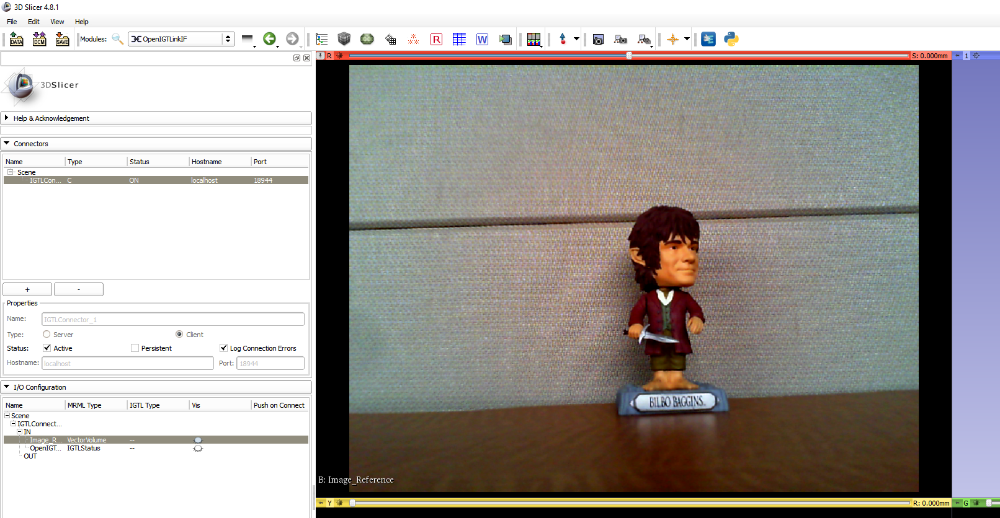 3D Slicer 4.8.1
File Edit View Help
DATA DCM SAVE Modules: OpenIGTLinkIF R W
R S: 0.000mm 1
3DSlicer
Help & Acknowledgement
Connectors
Name Type Status Hostname Port
Scene
IGTLCon... C ON localhost 18944
+ -
Properties
Name: IGTLConnector_1
Type: Server Client
Status: Active Persistent Log Connection Errors
Hostname: localhost Port: 18944
I/O Configuration
Name MRML Type IGTL Type Vis Push on Connect
Scene
IGTLConnect...
IN
Image_R... VectorVolume --
OpenIGT... IGTLStatus --
OUT
BILBO BAGGINS
B: Image_Reference
Y R: 0.000mm G